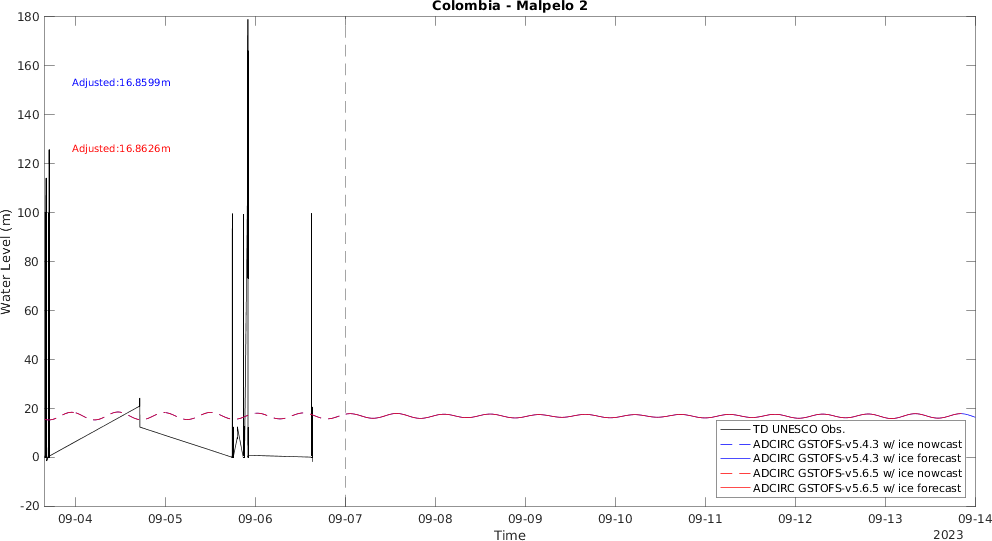 Colombia - Malpelo 2
180
160
140
120
100
80
60
40
20
0
-20
Water Level (m)
Adjusted:16.8599m
Adjusted:16.8626m
TD UNESCO Obs.
ADCIRC GSTOFS-v5.4.3 w/ ice nowcast
ADCIRC GSTOFS-v5.4.3 w/ ice forecast
ADCIRC GSTOFS-v5.6.5 w/ ice nowcast
ADCIRC GSTOFS-v5.6.5 w/ ice forecast
09-04 09-05 09-06 09-07 09-08 09-09 09-10 09-11 09-12 09-13 09-14
Time
2023